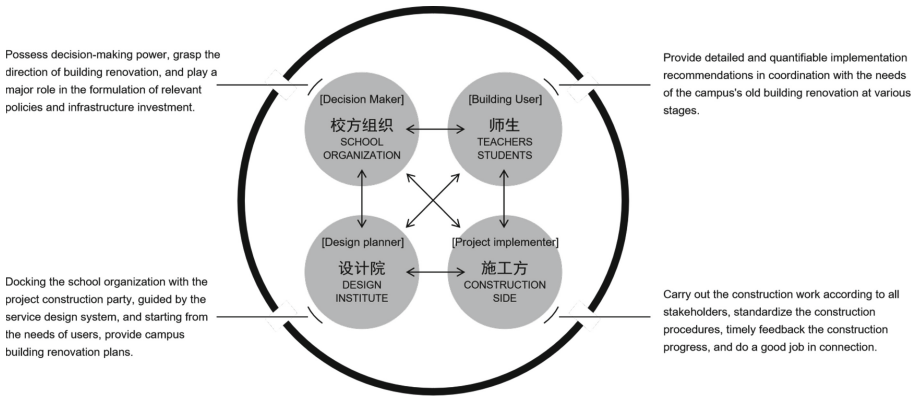 Possess decision-making power, grasp the
direction of building renovation, and play a
major role in the formulation of relevant
policies and infrastructure investment.
Provide detailed and quantifiable implementation
recommendations in coordination with the needs
of the campus's old building renovation at various
stages.
[Decision Maker]
校方组织
SCHOOL
ORGANIZATION
[Building User]
师生
TEACHERS
STUDENTS
[Design planner]
设计院
DESIGN
INSTITUTE
[Project implementer]
施工方
CONSTRUCTION
SIDE
Docking the school organization with the
project construction party, guided by the
service design system, and starting from
the needs of users, provide campus
building renovation plans.
Carry out the construction work according to all
stakeholders, standardize the construction
procedures, timely feedback the construction
progress, and do a good job in connection.